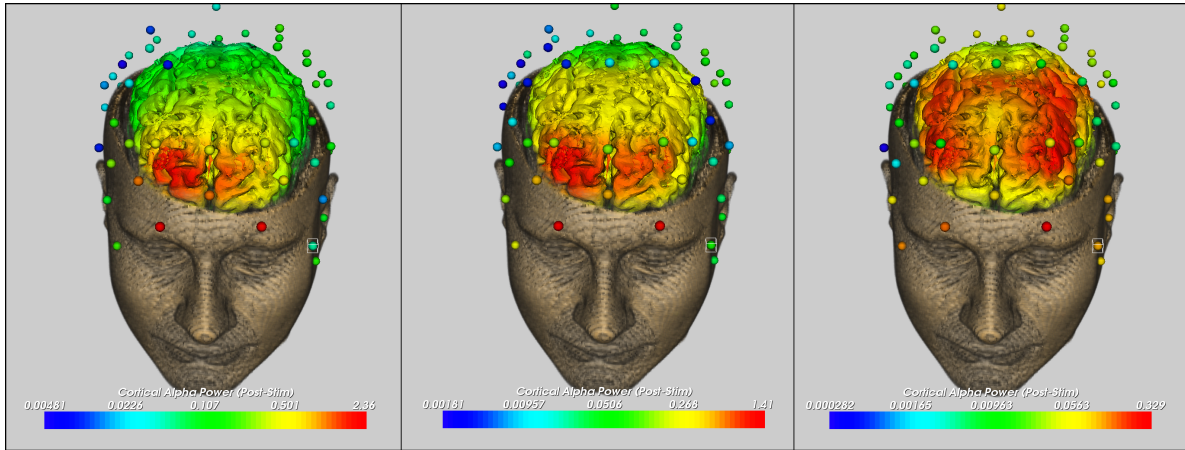 Cortical Alpha Power (Post-Stim)
0.00481 0.0226 0.107 0.501 2.36
Cortical Alpha Power (Post-Stim)
0.00181 0.00957 0.0506 0.268 1.41
Cortical Alpha Power (Post-Stim)
0.000282 0.00165 0.00963 0.0563 0.329